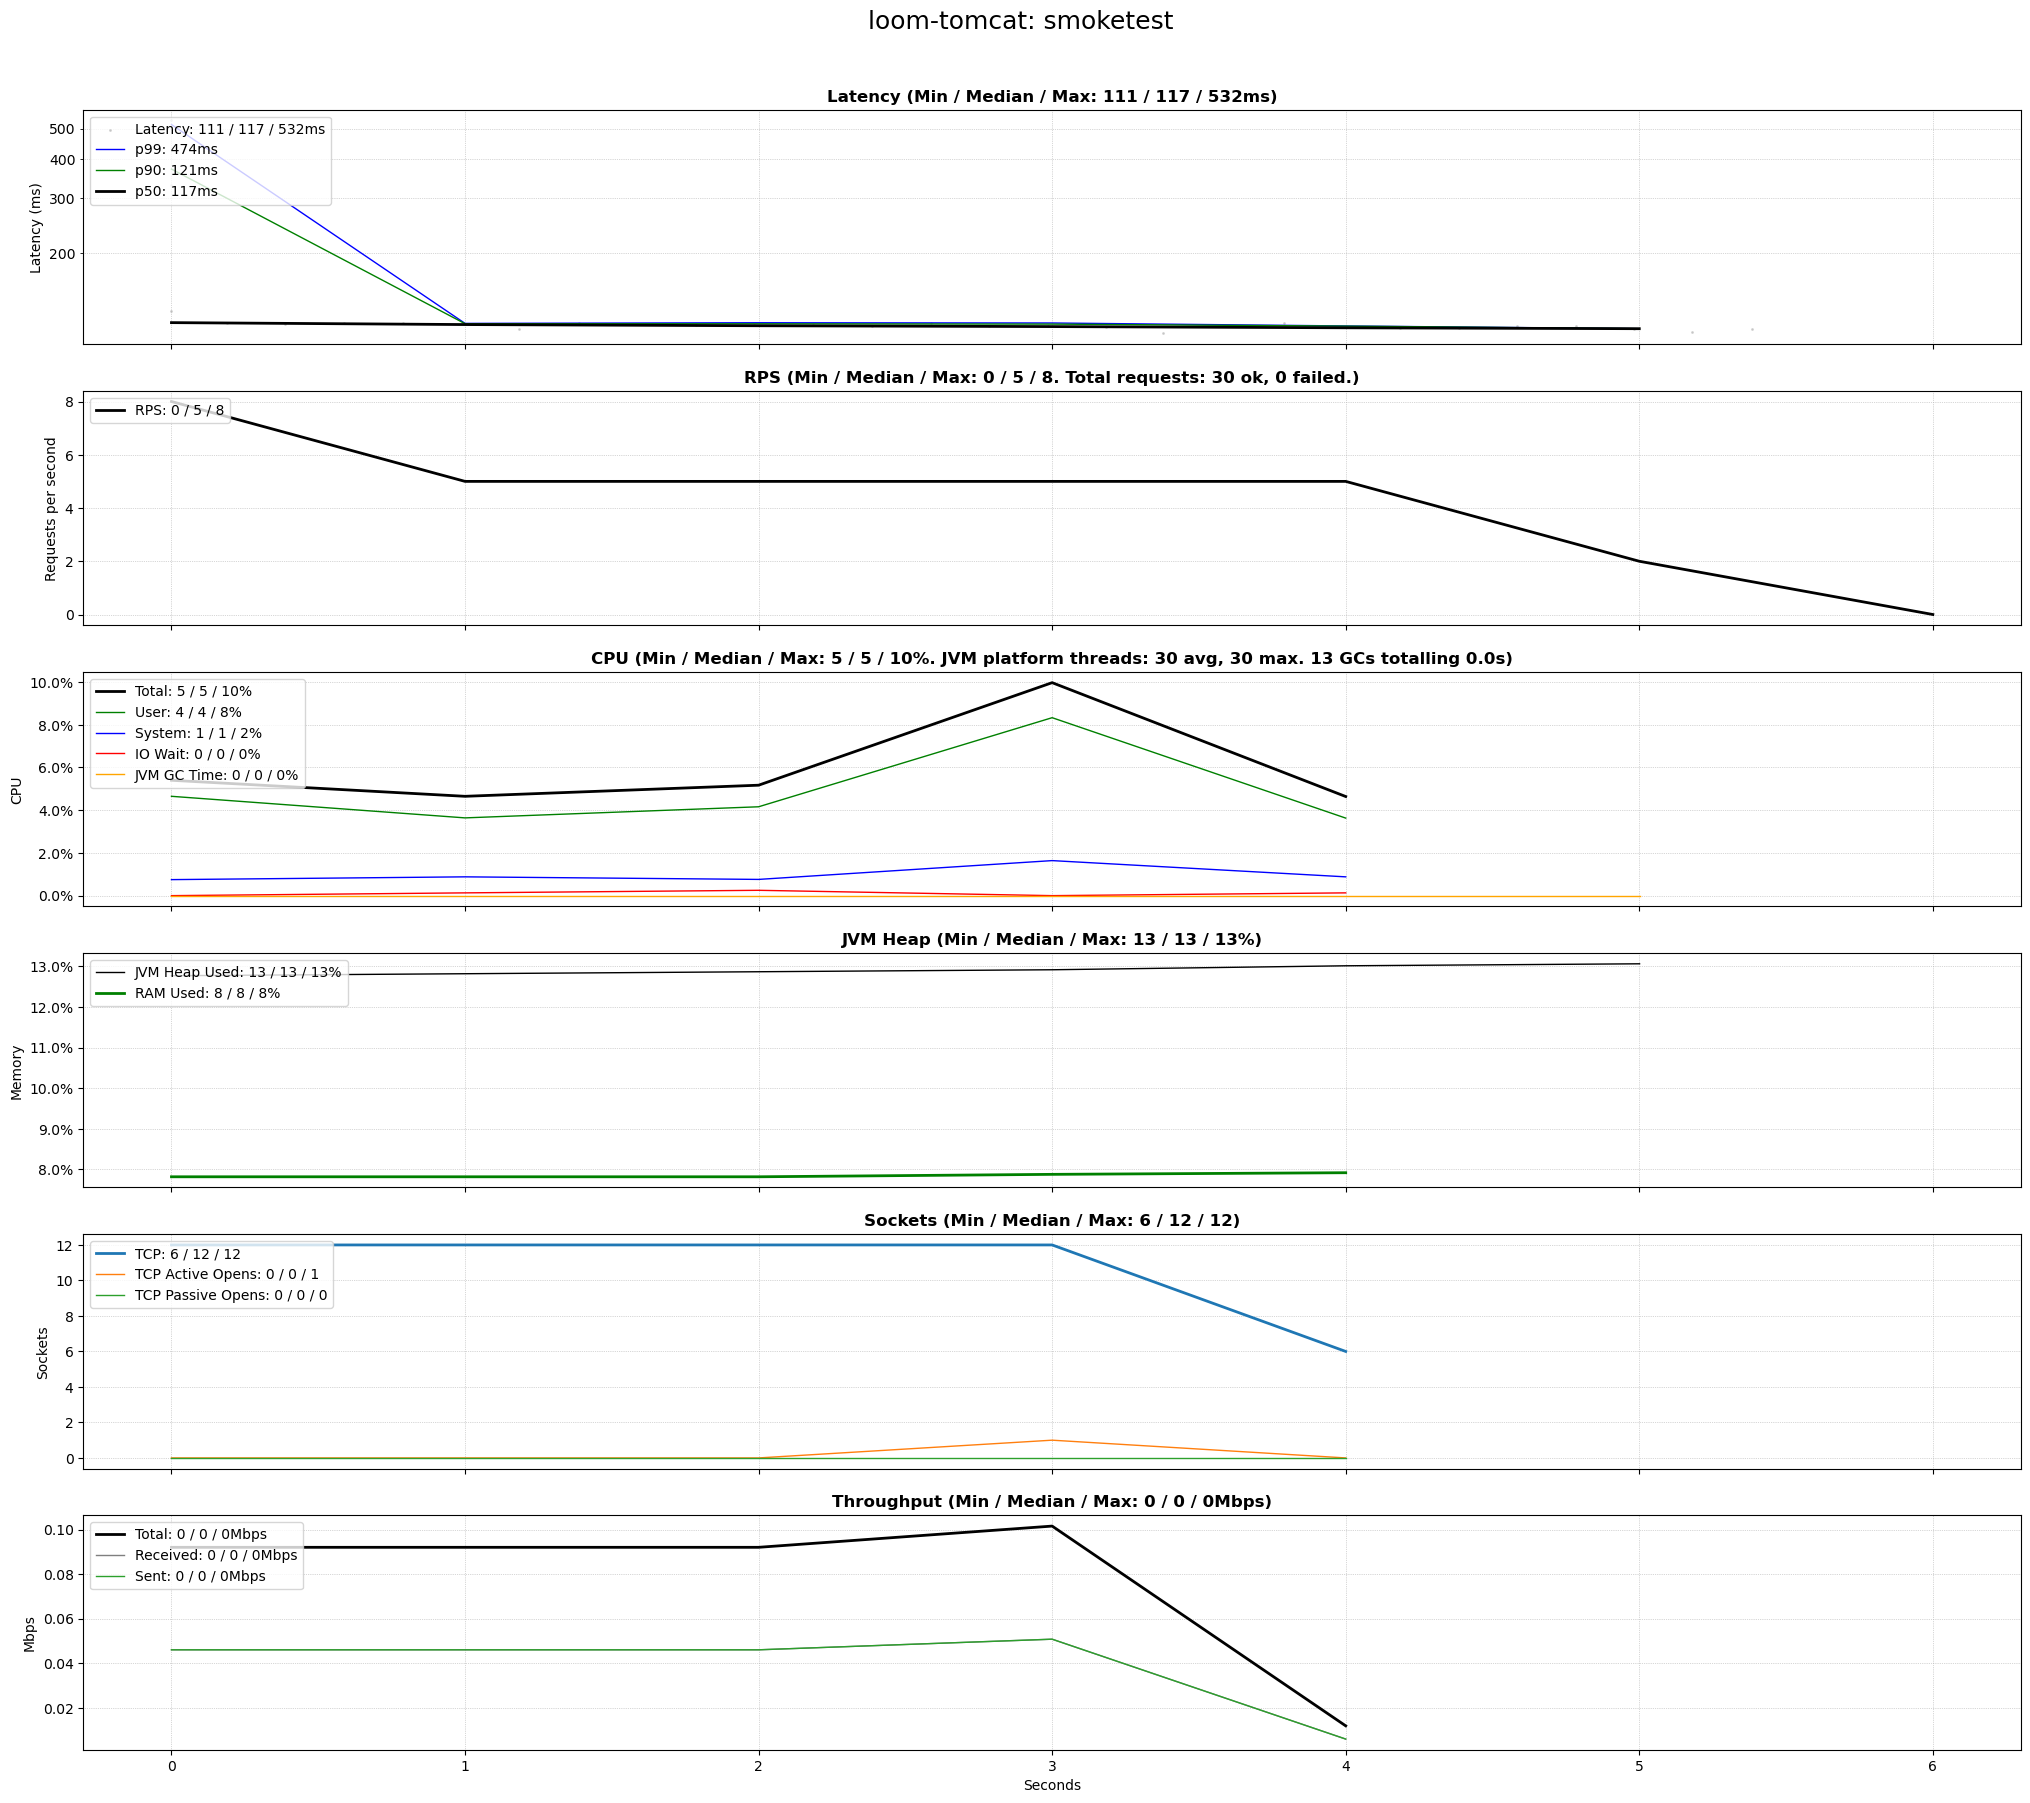 loom-tomcat: smoketest
Latency (Min / Median / Max: 111 / 117 / 532ms)
Latency (ms)
500
400
300
200
Latency: 111 / 117 / 532ms
p99: 474ms
p90: 121ms
p50: 117ms
RPS (Min / Median / Max: 0 / 5 / 8. Total requests: 30 ok, 0 failed.)
Requests per second
8
6
4
2
0
RPS: 0 / 5 / 8
CPU (Min / Median / Max: 5 / 5 / 10%. JVM platform threads: 30 avg, 30 max. 13 GCs totalling 0.0s)
CPU
10.0%
8.0%
6.0%
4.0%
2.0%
0.0%
Total: 5 / 5 / 10%
User: 4 / 4 / 8%
System: 1 / 1 / 2%
IO Wait: 0 / 0 / 0%
JVM GC Time: 0 / 0 / 0%
JVM Heap (Min / Median / Max: 13 / 13 / 13%)
Memory
13.0%
12.0%
11.0%
10.0%
9.0%
8.0%
JVM Heap Used: 13 / 13 / 13%
RAM Used: 8 / 8 / 8%
Sockets (Min / Median / Max: 6 / 12 / 12)
Sockets
12
10
8
6
4
2
0
TCP: 6 / 12 / 12
TCP Active Opens: 0 / 0 / 1
TCP Passive Opens: 0 / 0 / 0
Throughput (Min / Median / Max: 0 / 0 / 0Mbps)
Mbps
0.10
0.08
0.06
0.04
0.02
Total: 0 / 0 / 0Mbps
Received: 0 / 0 / 0Mbps
Sent: 0 / 0 / 0Mbps
0 1 2 3 4 5 6
Seconds